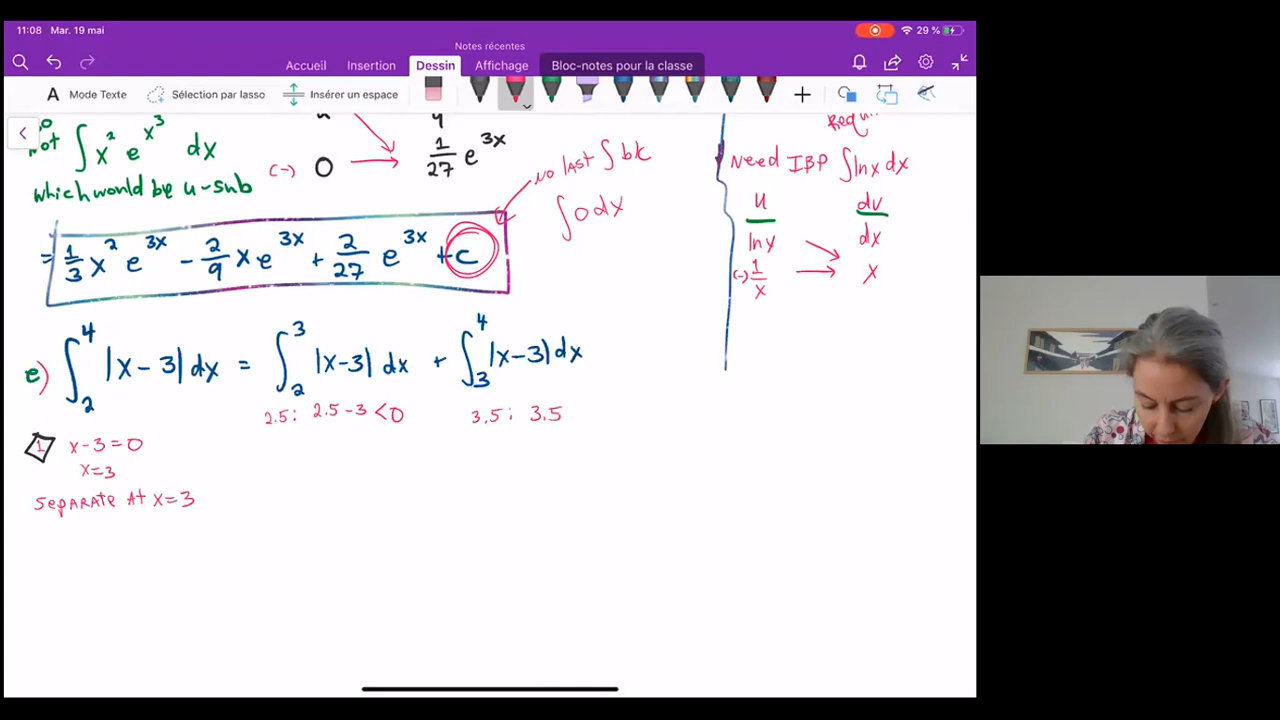 11:08 Mar. 19 mai
29 %
Notes récentes
Accueil Insertion Dessin Affichage Bloc-notes pour la classe
A Mode Texte Sélection par lasso Insérer un espace
not ∫ x² e^x³ dx
which would be u-sub
(-) 0 → 1/27 e^3x
no last ∫ b/c
∫ 0 dx
= 1/3 x² e^3x - 2/9 x e^3x + 2/27 e^3x + c
Need IBP ∫ lnx dx
u dv
lnx dx
(-) 1/x → x
e) ∫₂⁴ |x-3| dx = ∫₂³ |x-3| dx + ∫₃⁴ |x-3| dx
2.5: 2.5-3 <0 3.5: 3.5
1 x-3=0
x=3
Separate at x=3